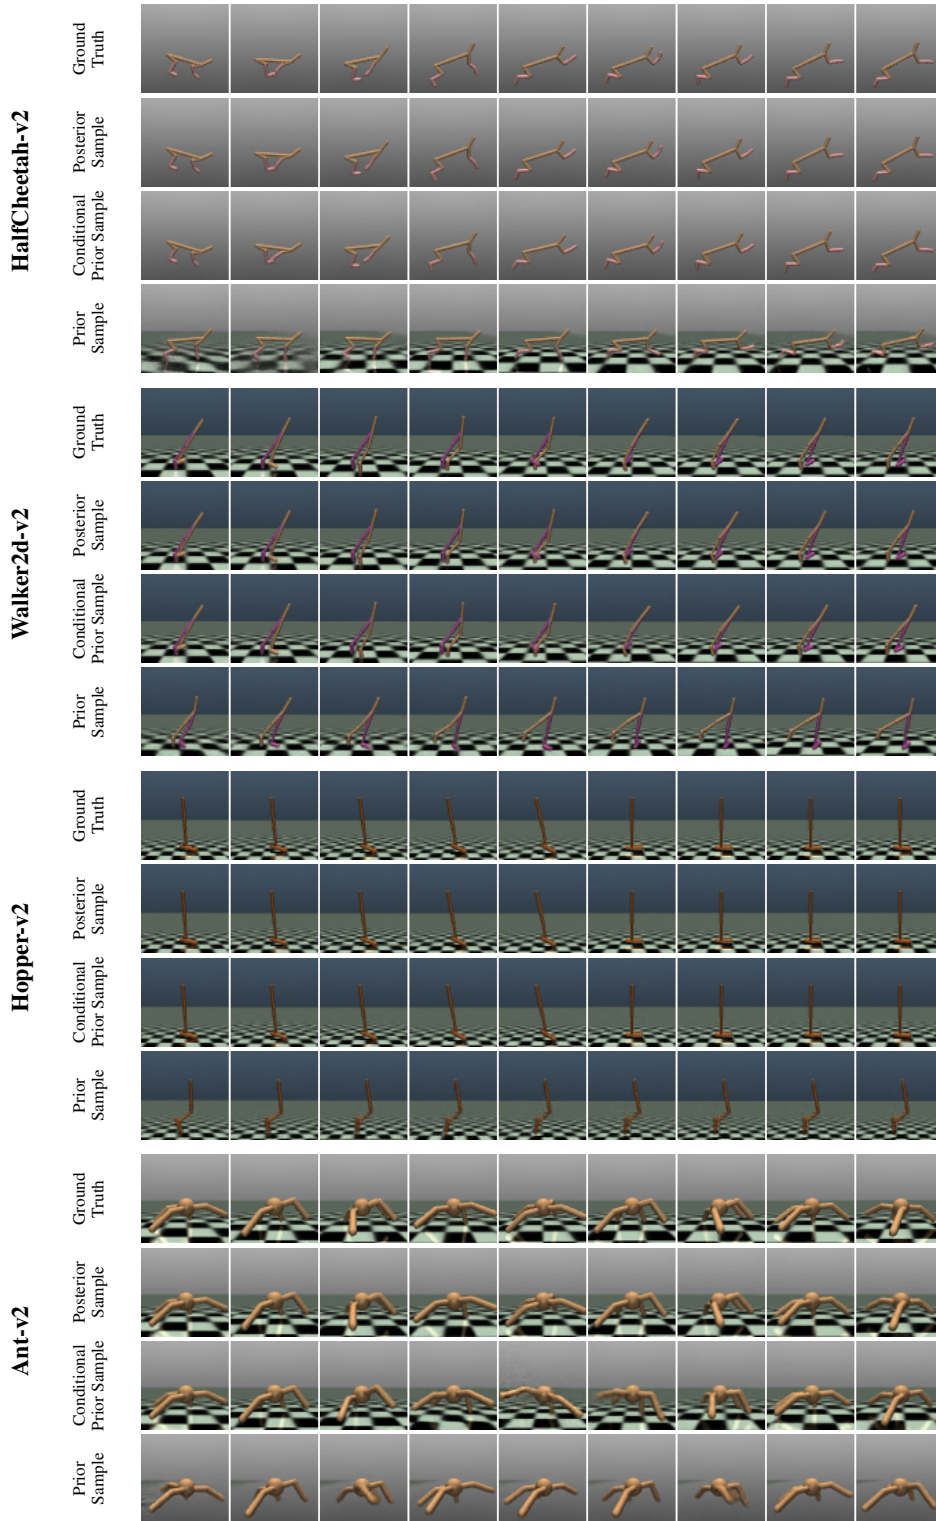 HalfCheetah-v2
Ground
Truth
Posterior
Sample
Conditional
Prior Sample
Prior
Sample
Walker2d-v2
Ground
Truth
Posterior
Sample
Conditional
Prior Sample
Prior
Sample
Hopper-v2
Ground
Truth
Posterior
Sample
Conditional
Prior Sample
Prior
Sample
Ant-v2
Ground
Truth
Posterior
Sample
Conditional
Prior Sample
Prior
Sample